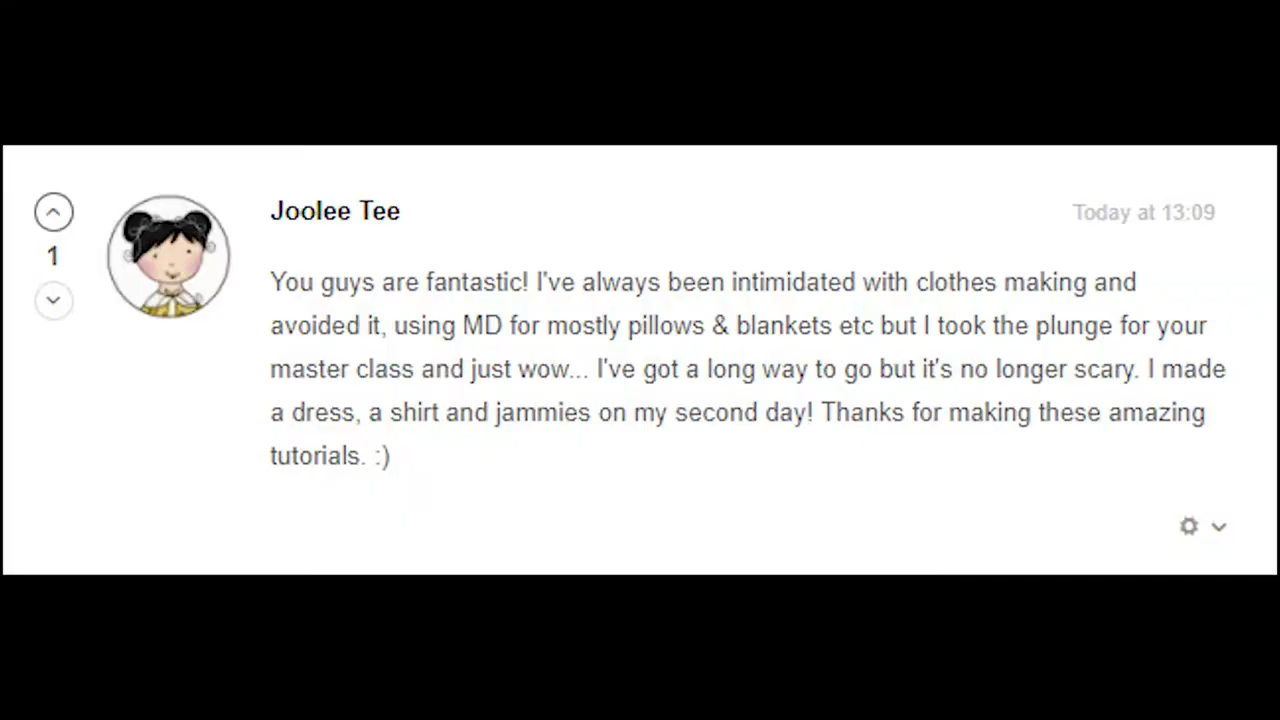 Joolee Tee
Today at 13:09
1
You guys are fantastic! I've always been intimidated with clothes making and
avoided it, using MD for mostly pillows & blankets etc but I took the plunge for your
master class and just wow... I've got a long way to go but it's no longer scary. I made
a dress, a shirt and jammies on my second day! Thanks for making these amazing
tutorials. :)